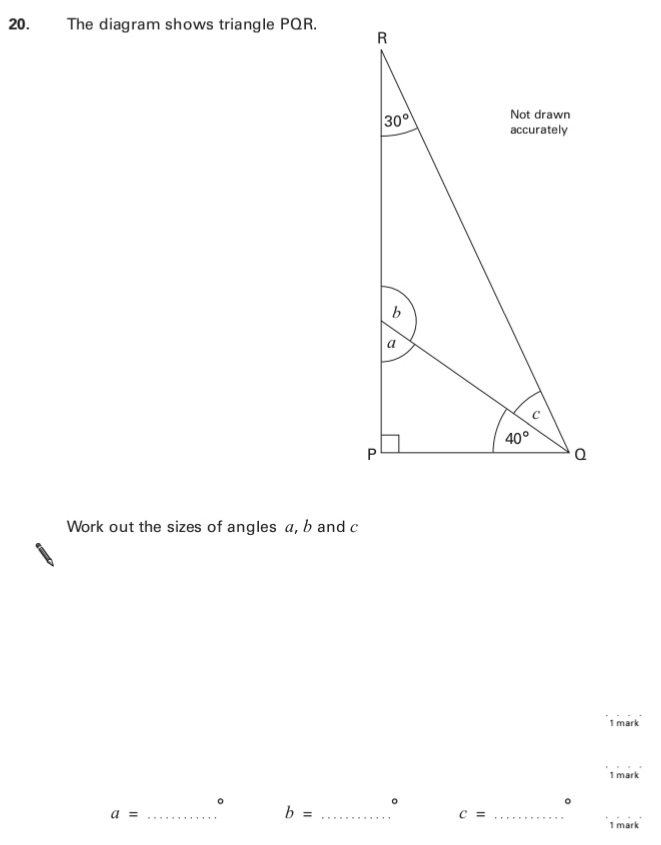 20. The diagram shows triangle PQR.
R
30°
Not drawn
accurately
b
a
c
40°
P
Q
Work out the sizes of angles a, b and c
1 mark
1 mark
a = ............° b = ............° c = ............°
1 mark